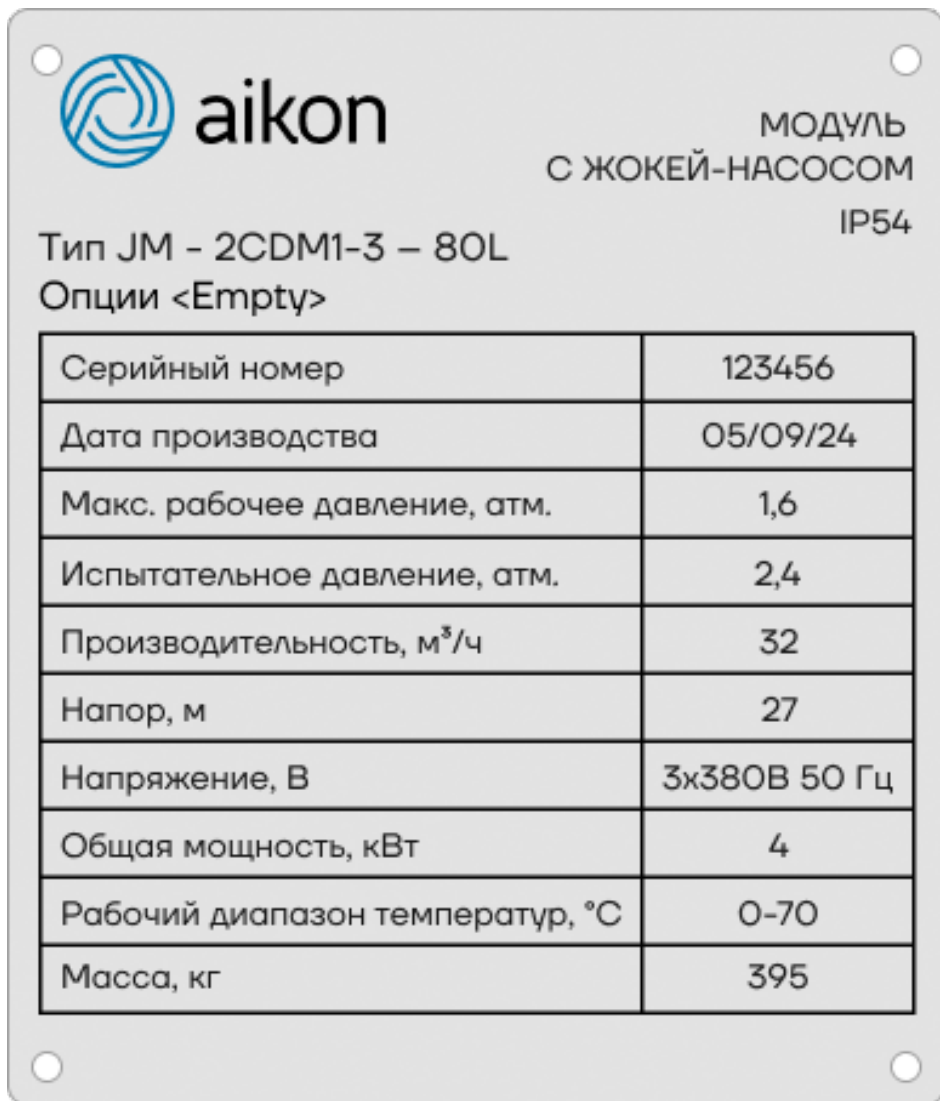 aikon
МОДУЛЬ
С ЖОКЕЙ-НАСОСОМ
IP54
Тип JM - 2CDM1-3 – 80L
Опции <Empty>
Серийный номер 123456
Дата производства 05/09/24
Макс. рабочее давление, атм. 1,6
Испытательное давление, атм. 2,4
Производительность, м³/ч 32
Напор, м 27
Напряжение, В 3х380В 50 Гц
Общая мощность, кВт 4
Рабочий диапазон температур, °C 0-70
Масса, кг 395